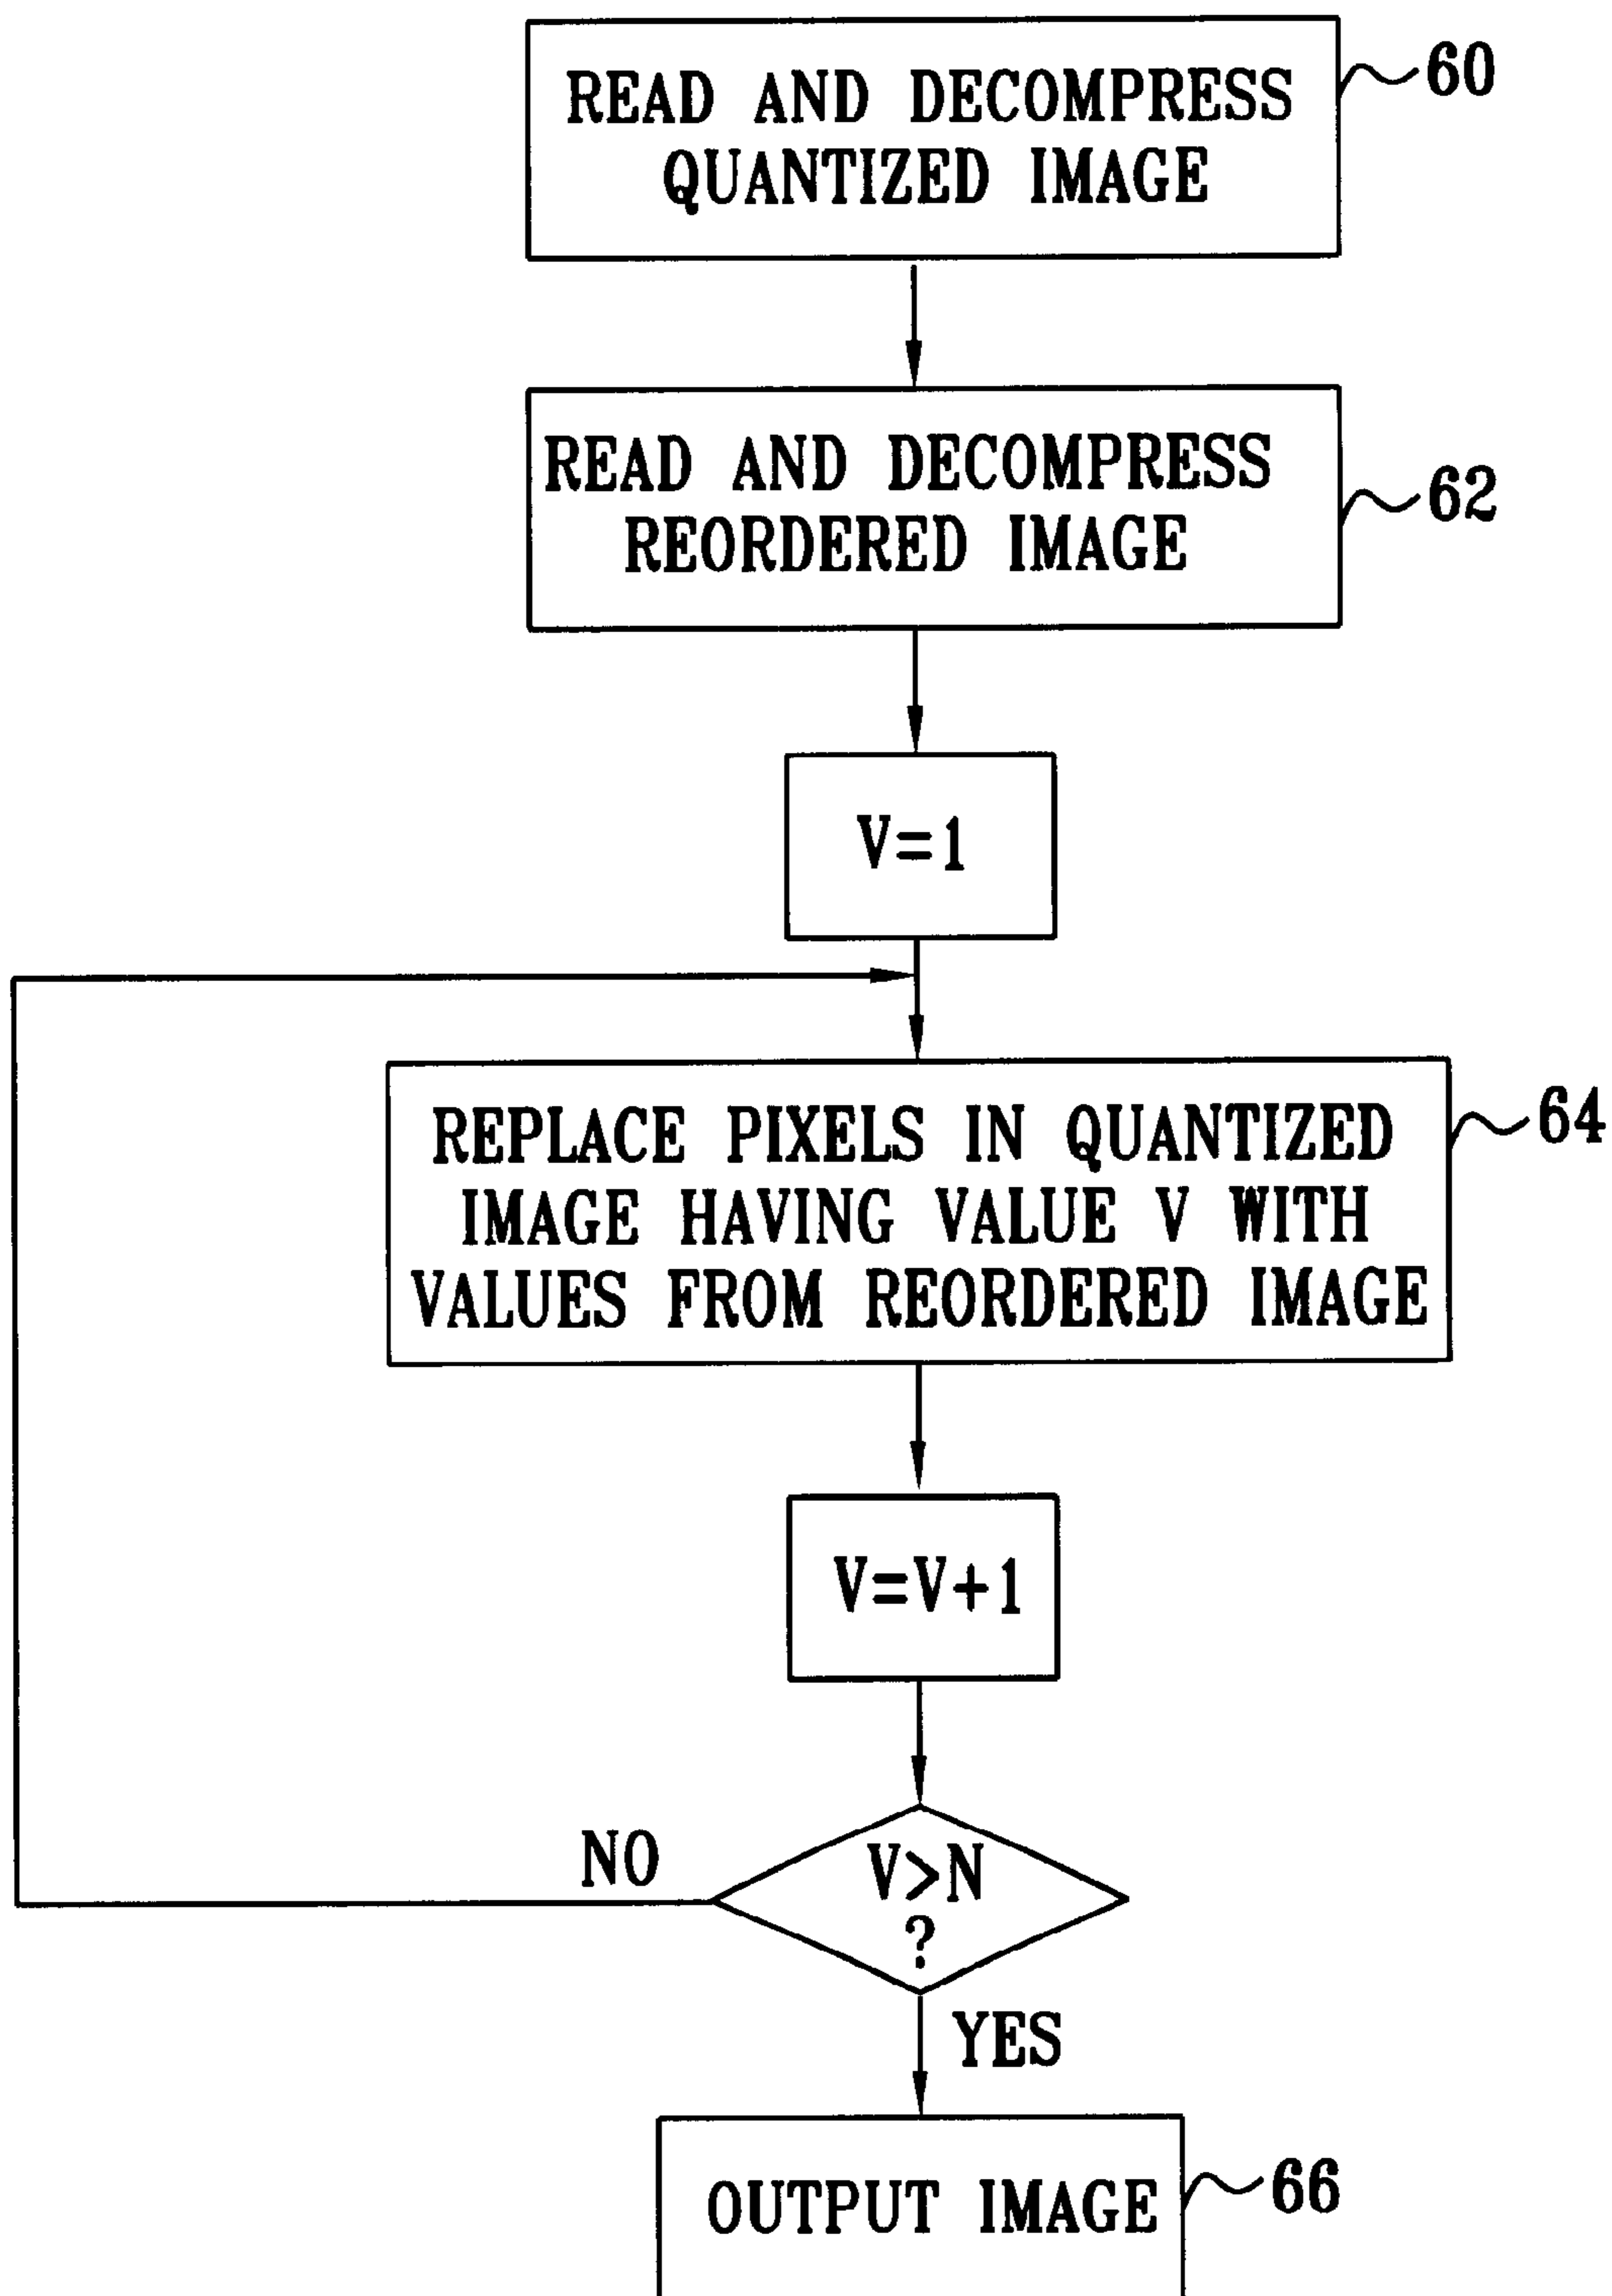 READ AND DECOMPRESS
QUANTIZED IMAGE
60
READ AND DECOMPRESS
REORDERED IMAGE
62
V=1
REPLACE PIXELS IN QUANTIZED
IMAGE HAVING VALUE V WITH
VALUES FROM REORDERED IMAGE
64
V=V+1
V>N
?
NO
YES
OUTPUT IMAGE
66